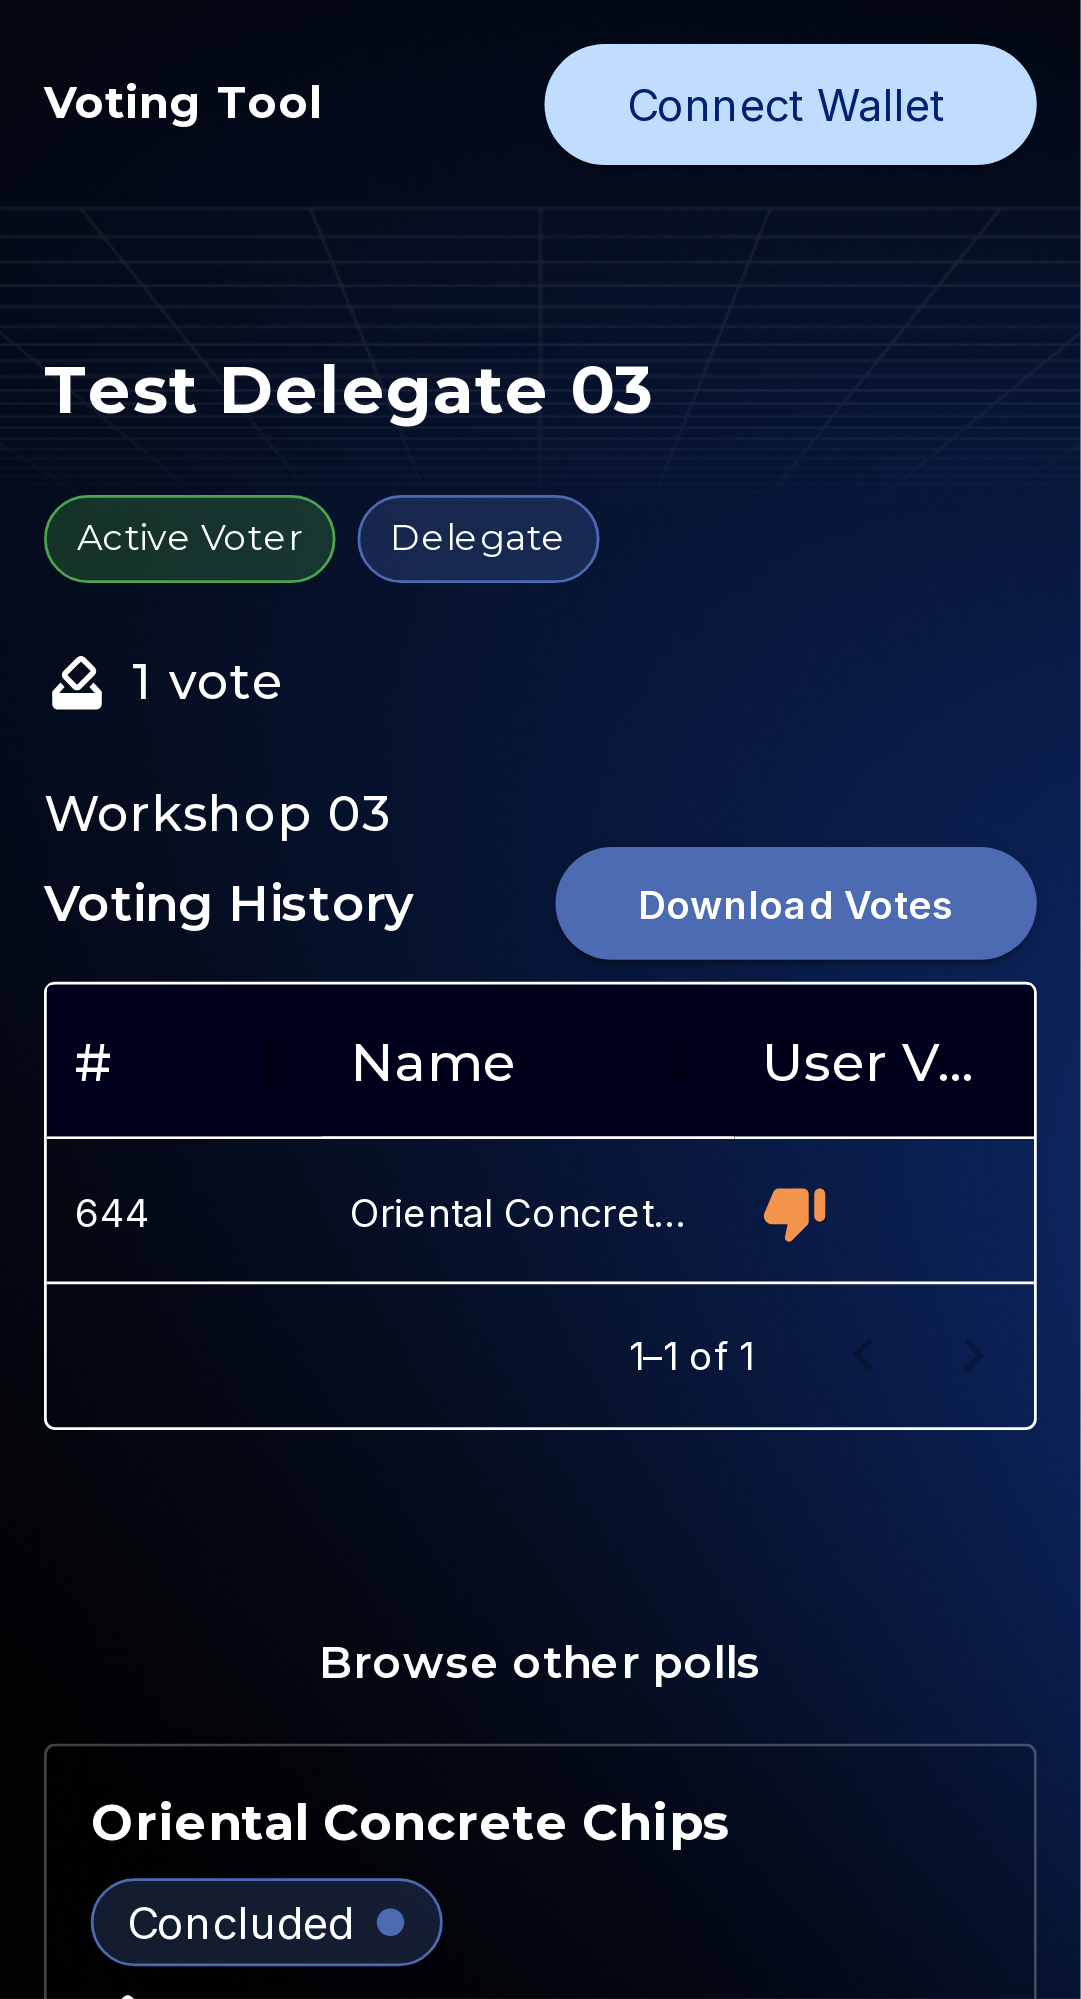 Voting Tool
Connect Wallet
Test Delegate 03
Active Voter
Delegate
1 vote
Workshop 03
Voting History
Download Votes
# Name User V...
644 Oriental Concret...
1–1 of 1
Browse other polls
Oriental Concrete Chips
Concluded